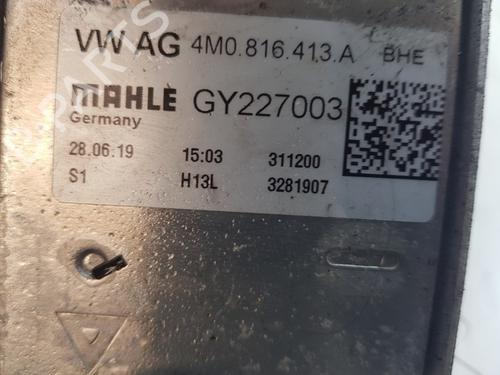 VW AG 4M0.816.413.A BHE
MAHLE GY227003
Germany
28.06.19 15:03 311200
S1 H13L 3281907